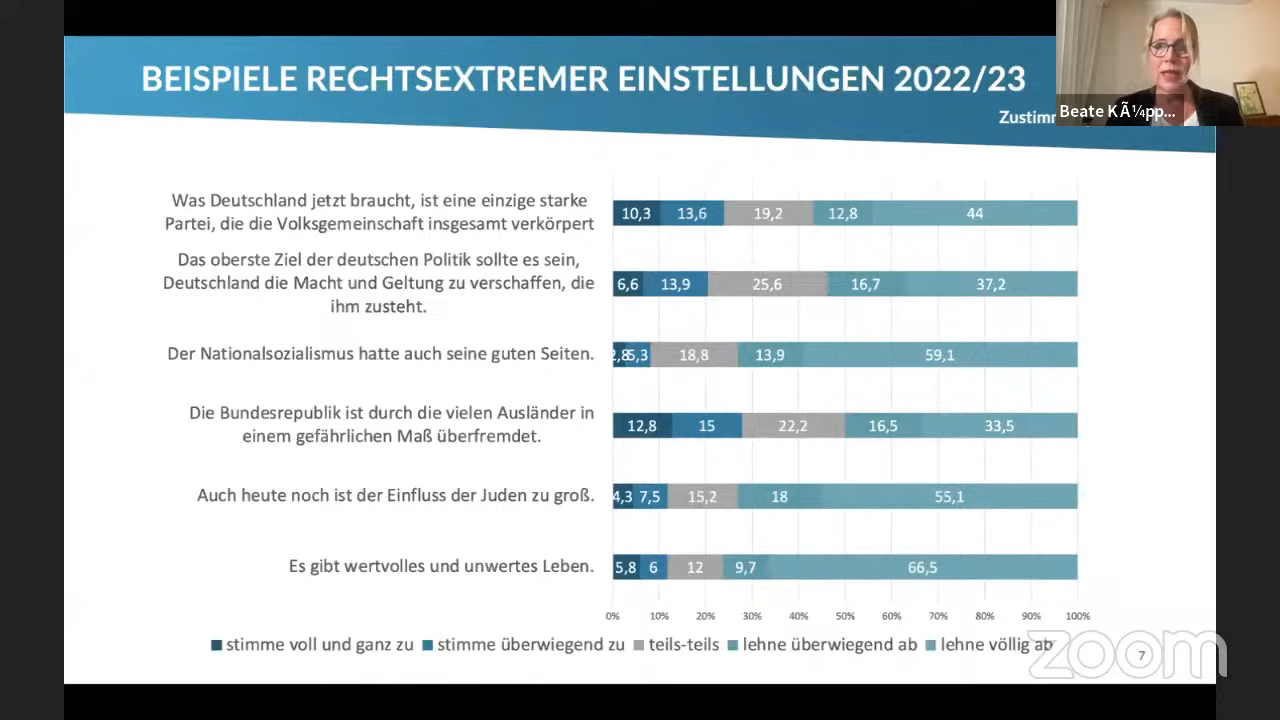 BEISPIELE RECHTSEXTREMER EINSTELLUNGEN 2022/23
Beate KÃ¼pp...
Was Deutschland jetzt braucht, ist eine einzige starke
Partei, die die Volksgemeinschaft insgesamt verkörpert
10,3 13,6 19,2 12,8 44
Das oberste Ziel der deutschen Politik sollte es sein,
Deutschland die Macht und Geltung zu verschaffen, die
ihm zusteht.
6,6 13,9 25,6 16,7 37,2
Der Nationalsozialismus hatte auch seine guten Seiten.
2,8 5,3 18,8 13,9 59,1
Die Bundesrepublik ist durch die vielen Ausländer in
einem gefährlichen Maß überfremdet.
12,8 15 22,2 16,5 33,5
Auch heute noch ist der Einfluss der Juden zu groß.
4,3 7,5 15,2 18 55,1
Es gibt wertvolles und unwertes Leben.
5,8 6 12 9,7 66,5
0% 10% 20% 30% 40% 50% 60% 70% 80% 90% 100%
stimme voll und ganz zu stimme überwiegend zu teils-teils lehne überwiegend ab lehne völlig ab
zoom
7